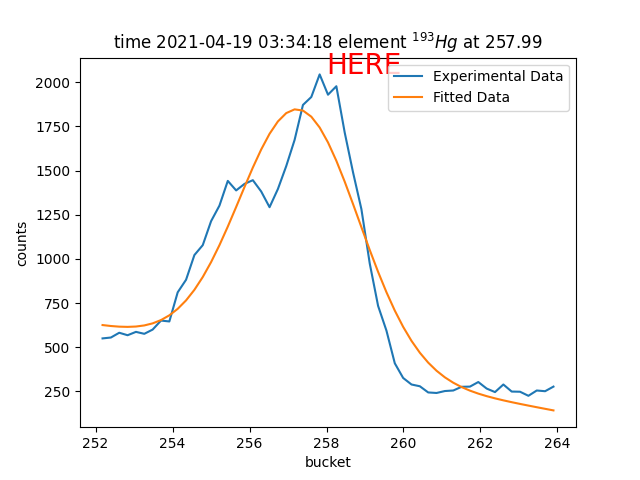 time 2021-04-19 03:34:18 element ¹⁹³Hg at 257.99
HERE
Experimental Data
Fitted Data
counts
2000
1750
1500
1250
1000
750
500
250
252 254 256 258 260 262 264
bucket